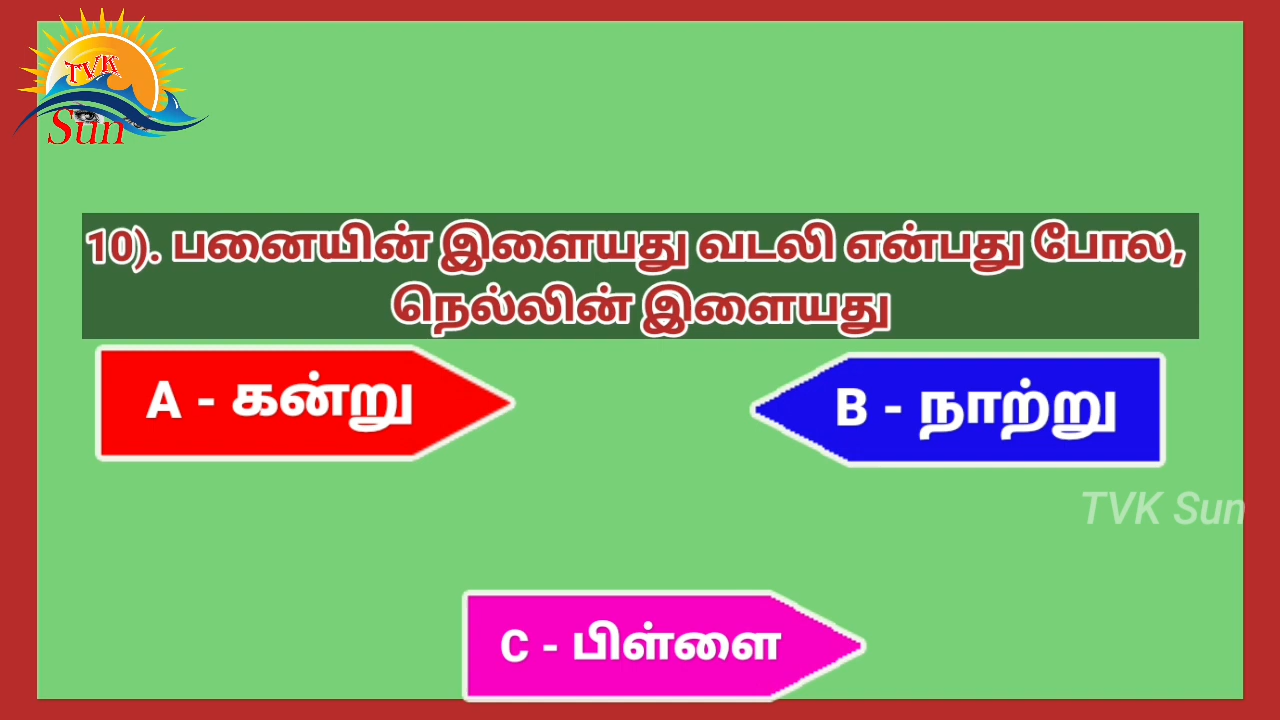 TVK
Sun
10). பனையின் இளையது வடலி என்பது போல,
நெல்லின் இளையது
A - கன்று
B - நாற்று
TVK Sun
C - பிள்ளை